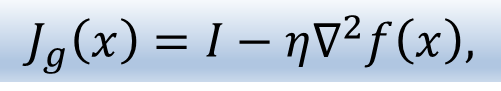 J_g(x) = I − η∇²f(x),